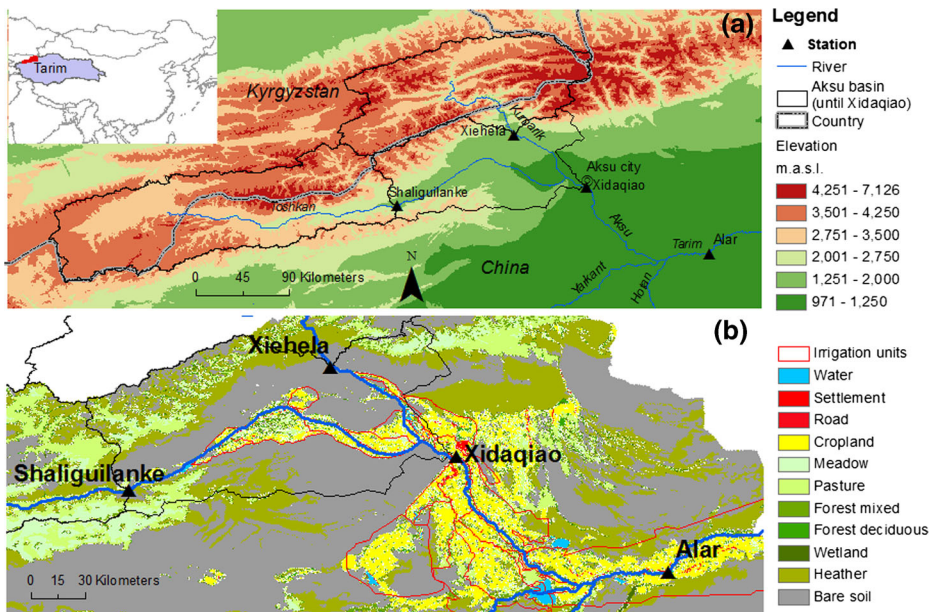 (a)
Tarim
Kyrgyzstan
Kumarik
Xiehela
Aksu city
Xidaqiao
Shaliguilanke
Toshkan
Aksu
Tarim
Alar
Yarkant
Hotan
China
N
0 45 90 Kilometers
Legend
Station
River
Aksu basin
(until Xidaqiao)
Country
Elevation
m.a.s.l.
4,251 - 7,126
3,501 - 4,250
2,751 - 3,500
2,001 - 2,750
1,251 - 2,000
971 - 1,250
(b)
Xiehela
Shaliguilanke
Xidaqiao
Alar
0 15 30 Kilometers
Irrigation units
Water
Settlement
Road
Cropland
Meadow
Pasture
Forest mixed
Forest deciduous
Wetland
Heather
Bare soil